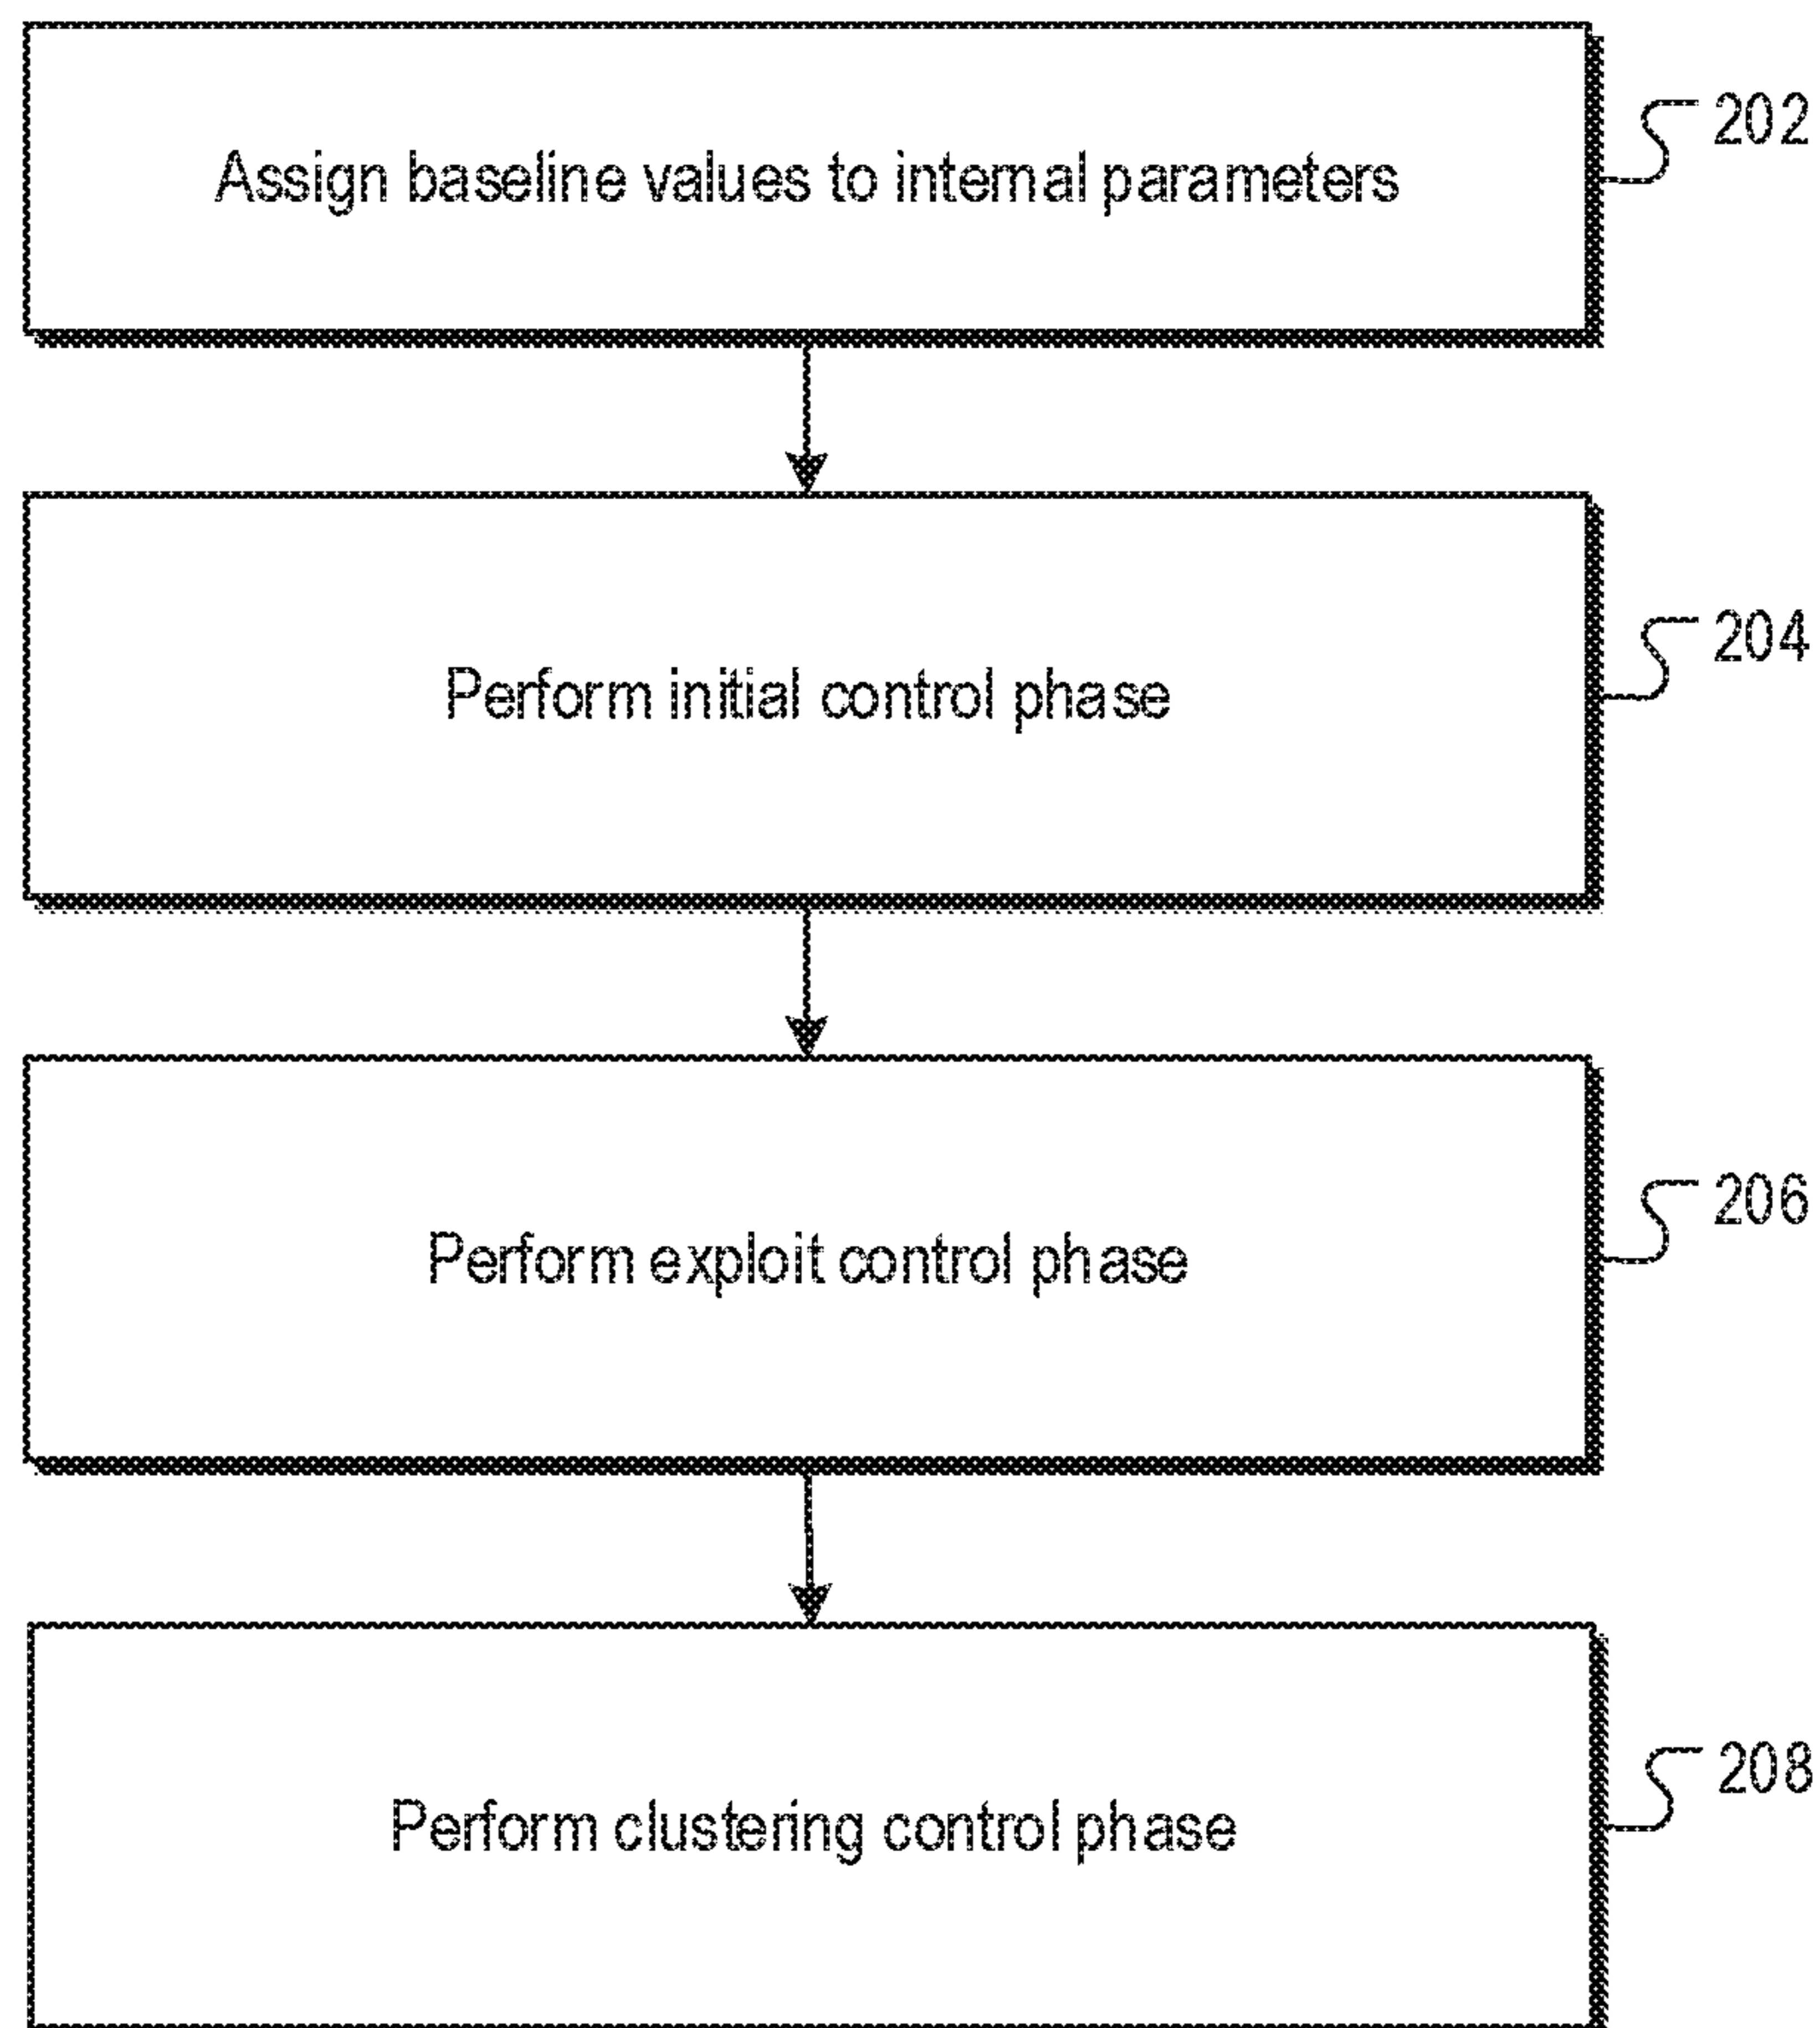 Assign baseline values to internal parameters
202
Perform initial control phase
204
Perform exploit control phase
206
Perform clustering control phase
208